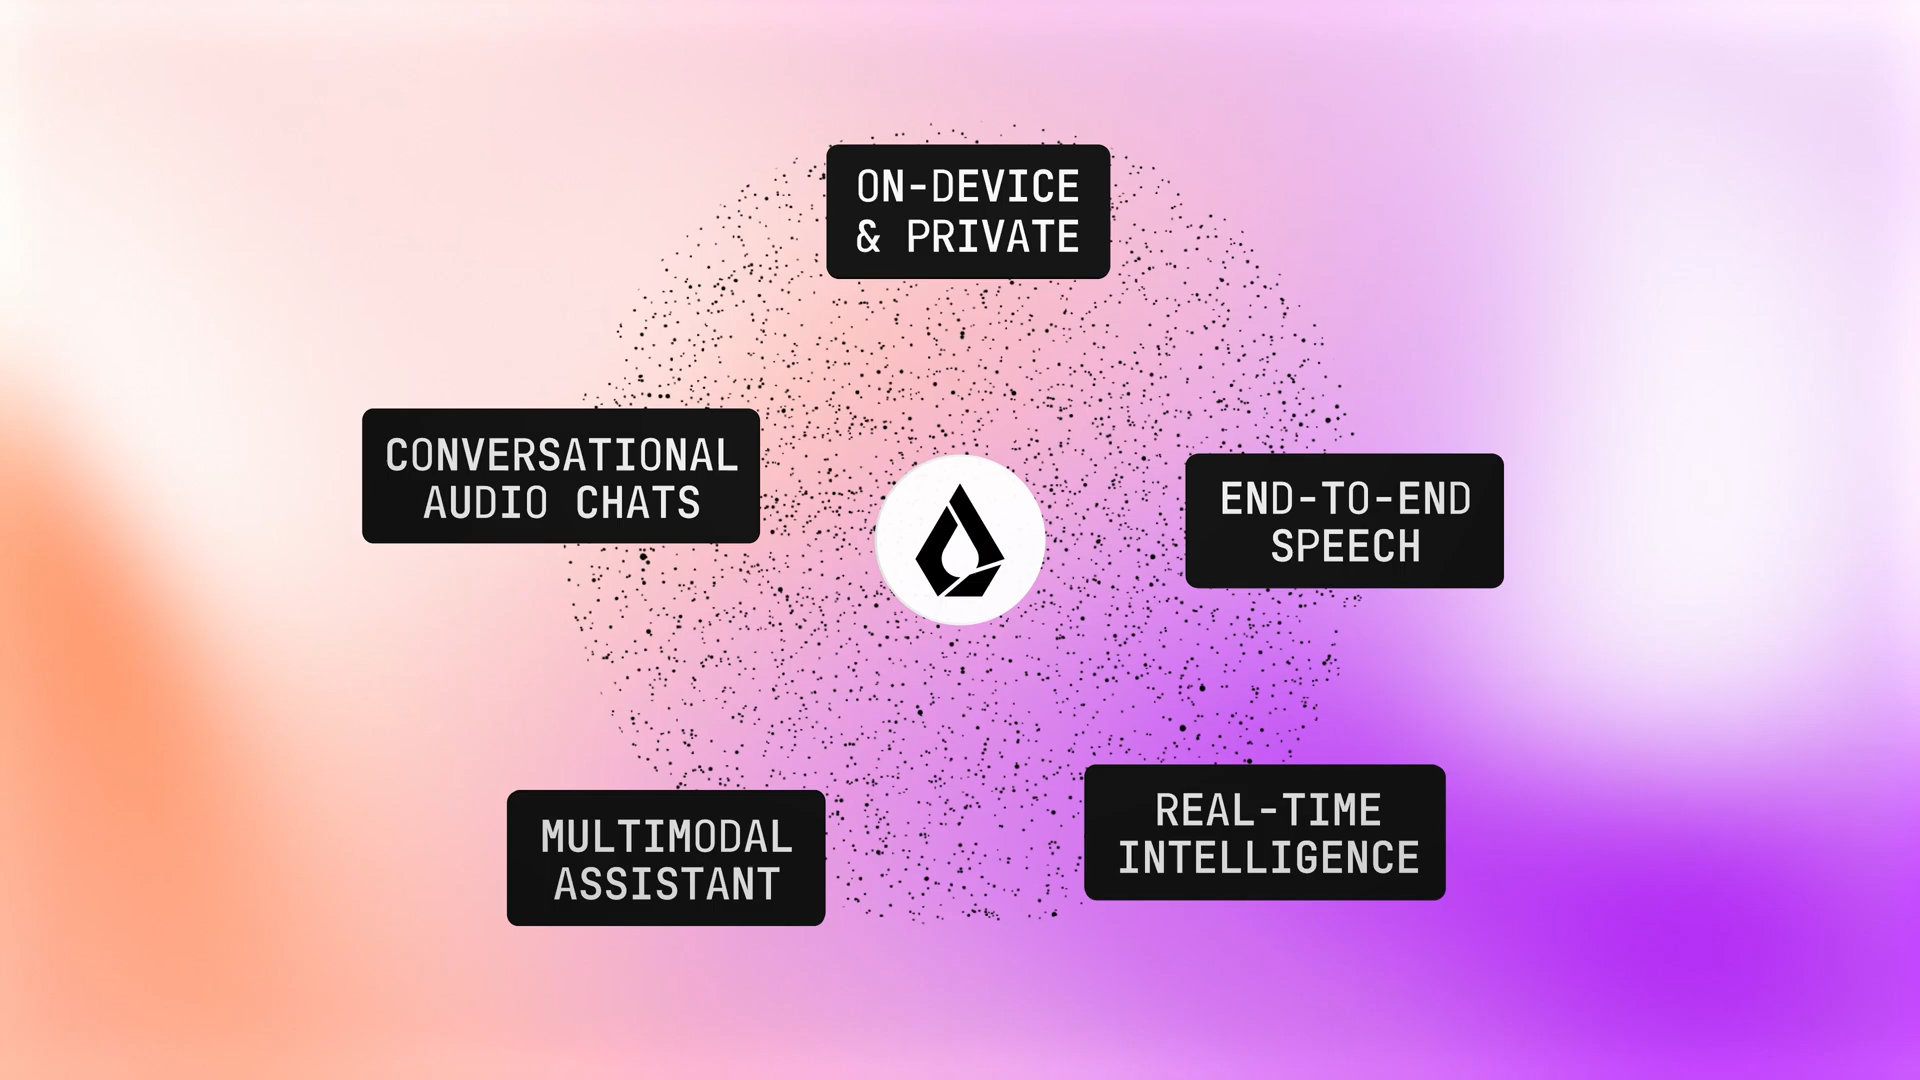 ON-DEVICE
& PRIVATE
CONVERSATIONAL
AUDIO CHATS
END-TO-END
SPEECH
MULTIMODAL
ASSISTANT
REAL-TIME
INTELLIGENCE